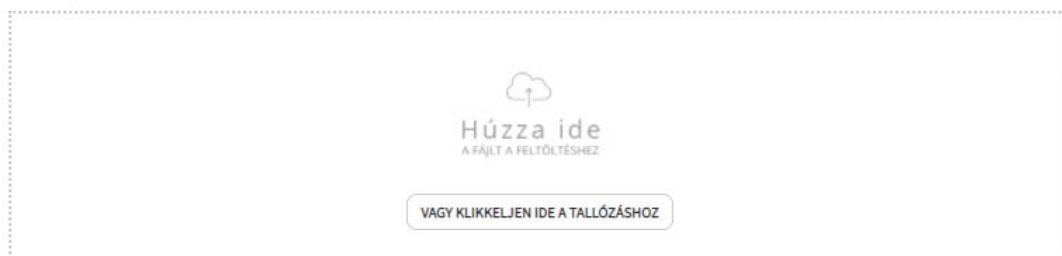 Húzza ide
A FÁJLT A FELTÖLTÉSHEZ
VAGY KLIKKELJEN IDE A TALLÓZÁSHOZ